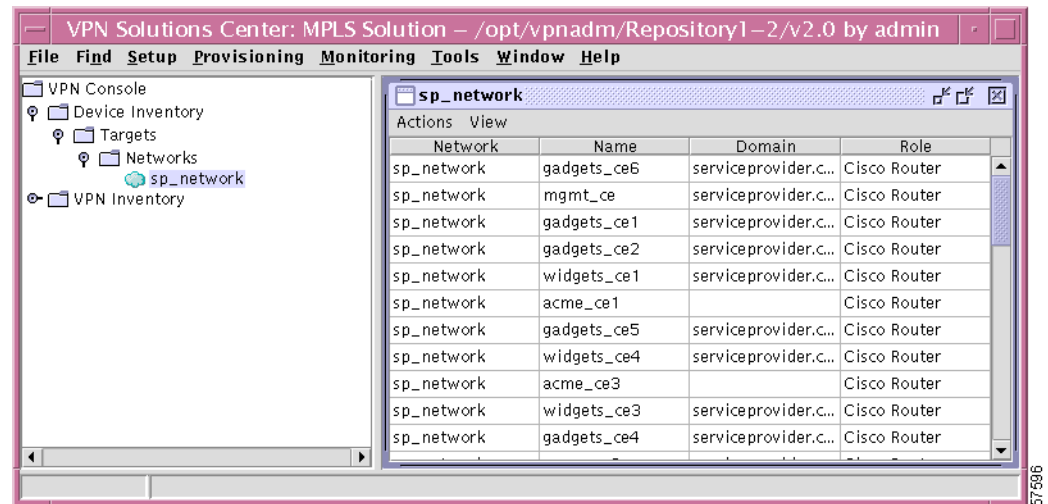 VPN Solutions Center: MPLS Solution – /opt/vpnadm/Repository1–2/v2.0 by admin
File Find Setup Provisioning Monitoring Tools Window Help
VPN Console
Device Inventory
Targets
Networks
sp_network
VPN Inventory
sp_network
Actions View
Network Name Domain Role
sp_network gadgets_ce6 serviceprovider.c... Cisco Router
sp_network mgmt_ce serviceprovider.c... Cisco Router
sp_network gadgets_ce1 serviceprovider.c... Cisco Router
sp_network gadgets_ce2 serviceprovider.c... Cisco Router
sp_network widgets_ce1 serviceprovider.c... Cisco Router
sp_network acme_ce1 Cisco Router
sp_network gadgets_ce5 serviceprovider.c... Cisco Router
sp_network widgets_ce4 serviceprovider.c... Cisco Router
sp_network acme_ce3 Cisco Router
sp_network widgets_ce3 serviceprovider.c... Cisco Router
sp_network gadgets_ce4 serviceprovider.c... Cisco Router
57596